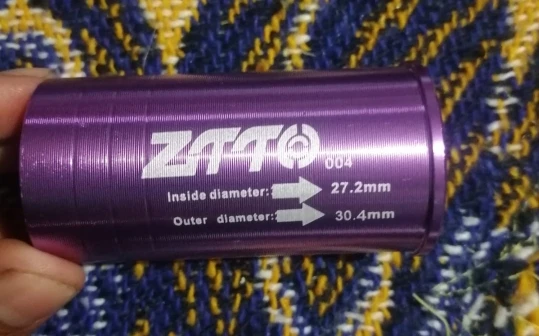 ZTTO 004
Inside diameter: 27.2mm
Outer diameter: 30.4mm